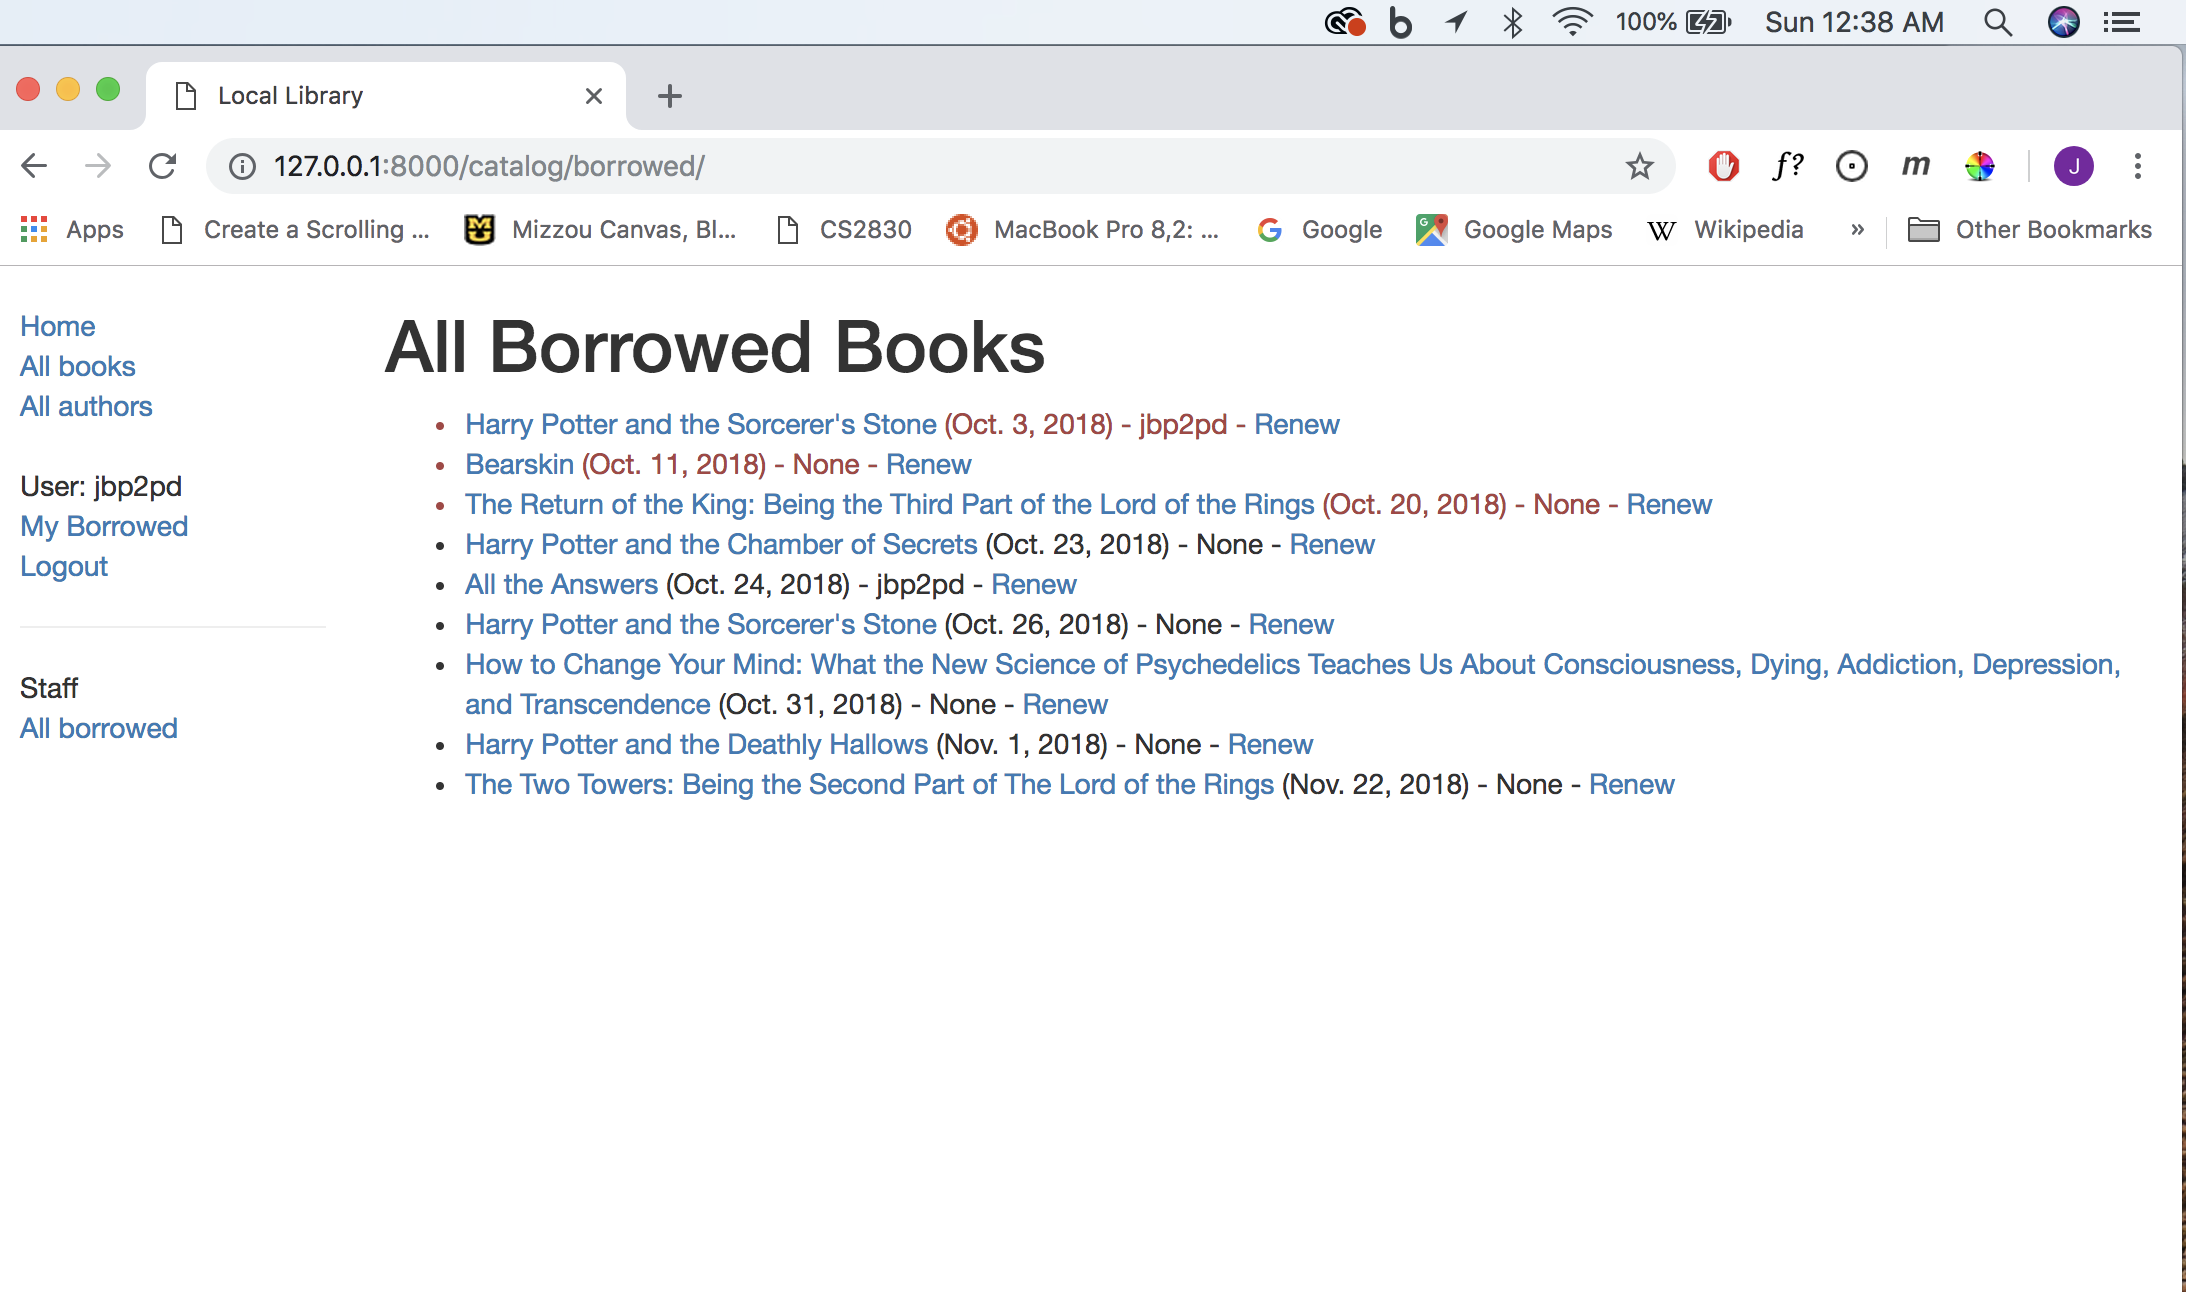 100% Sun 12:38 AM
Local Library
127.0.0.1:8000/catalog/borrowed/
Apps Create a Scrolling ... Mizzou Canvas, Bl... CS2830 MacBook Pro 8,2: ... Google Google Maps Wikipedia » Other Bookmarks
Home
All books
All authors
User: jbp2pd
My Borrowed
Logout
Staff
All borrowed
All Borrowed Books
• Harry Potter and the Sorcerer's Stone (Oct. 3, 2018) - jbp2pd - Renew
• Bearskin (Oct. 11, 2018) - None - Renew
• The Return of the King: Being the Third Part of the Lord of the Rings (Oct. 20, 2018) - None - Renew
• Harry Potter and the Chamber of Secrets (Oct. 23, 2018) - None - Renew
• All the Answers (Oct. 24, 2018) - jbp2pd - Renew
• Harry Potter and the Sorcerer's Stone (Oct. 26, 2018) - None - Renew
• How to Change Your Mind: What the New Science of Psychedelics Teaches Us About Consciousness, Dying, Addiction, Depression,
and Transcendence (Oct. 31, 2018) - None - Renew
• Harry Potter and the Deathly Hallows (Nov. 1, 2018) - None - Renew
• The Two Towers: Being the Second Part of The Lord of the Rings (Nov. 22, 2018) - None - Renew